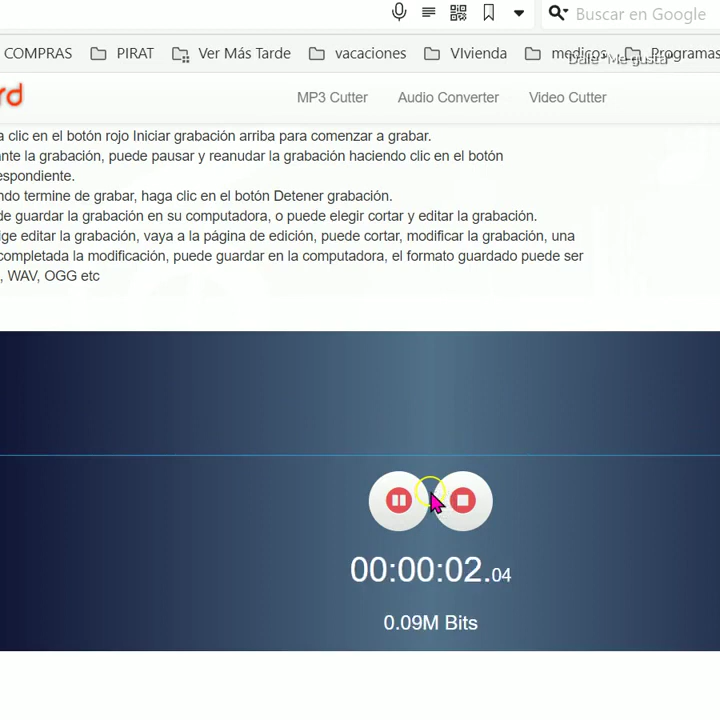 Buscar en Google
COMPRAS PIRAT Ver Más Tarde vacaciones VIvienda medicos Programas
Dale "Me gusta"
rd MP3 Cutter Audio Converter Video Cutter
a clic en el botón rojo Iniciar grabación arriba para comenzar a grabar.
nte la grabación, puede pausar y reanudar la grabación haciendo clic en el botón
espondiente.
ndo termine de grabar, haga clic en el botón Detener grabación.
de guardar la grabación en su computadora, o puede elegir cortar y editar la grabación.
ige editar la grabación, vaya a la página de edición, puede cortar, modificar la grabación, una
completada la modificación, puede guardar en la computadora, el formato guardado puede ser
, WAV, OGG etc
00:00:02.04
0.09M Bits